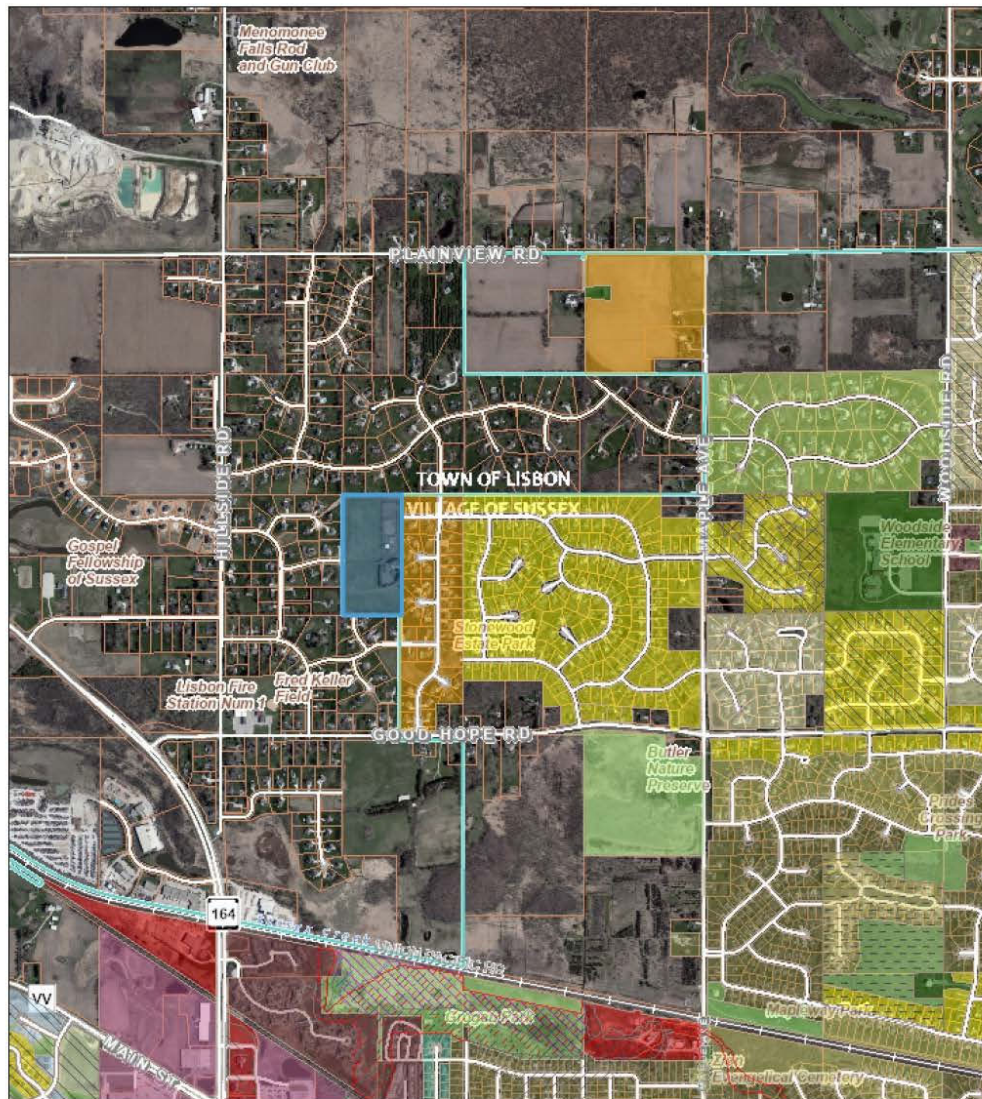 Menomonee
Falls Rod
and Gun Club
PLAINVIEW RD
HILLSIDE RD
MAPLE AVE
WOODSIDE RD
TOWN OF LISBON
VILLAGE OF SUSSEX
Gospel
Fellowship
of Sussex
Woodside
Elementary
School
Stonewood
Estate Park
Lisbon Fire
Station Num 1
Fred Keller
Field
GOOD HOPE RD
Butler
Nature
Preserve
Prides
Crossing
Park
164
VV
MAIN ST
Grogan Park
Mapleway Park
Zion
Evangelical Cemetery